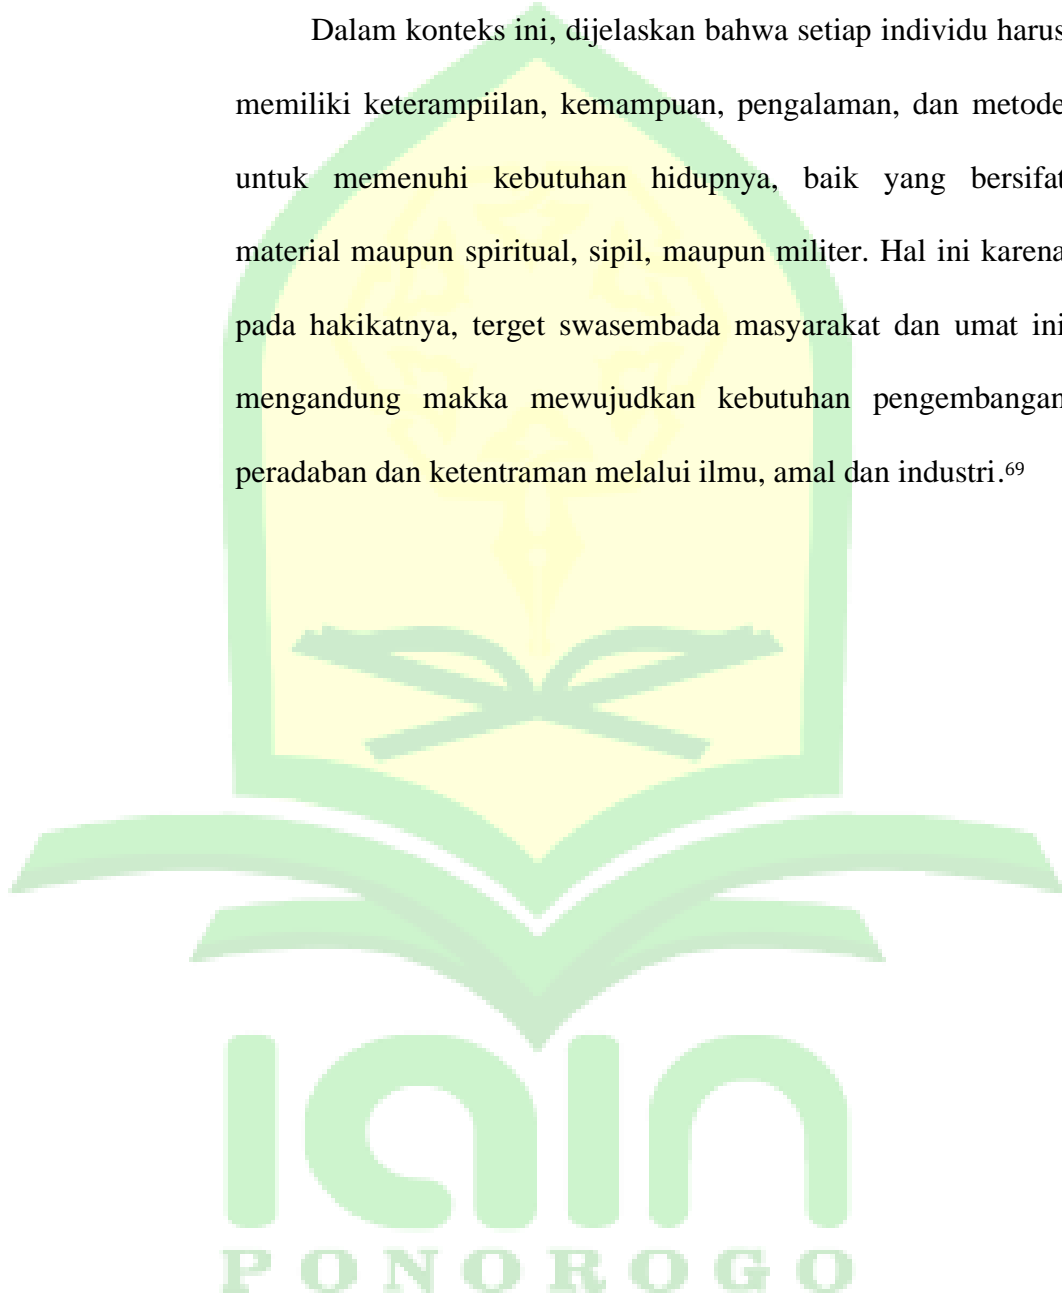 Dalam konteks ini, dijelaskan bahwa setiap individu harus
memiliki keterampiilan, kemampuan, pengalaman, dan metode
untuk memenuhi kebutuhan hidupnya, baik yang bersifat
material maupun spiritual, sipil, maupun militer. Hal ini karena
pada hakikatnya, terget swasembada masyarakat dan umat ini
mengandung makka mewujudkan kebutuhan pengembangan
peradaban dan ketentraman melalui ilmu, amal dan industri.69
iain
PONOROGO